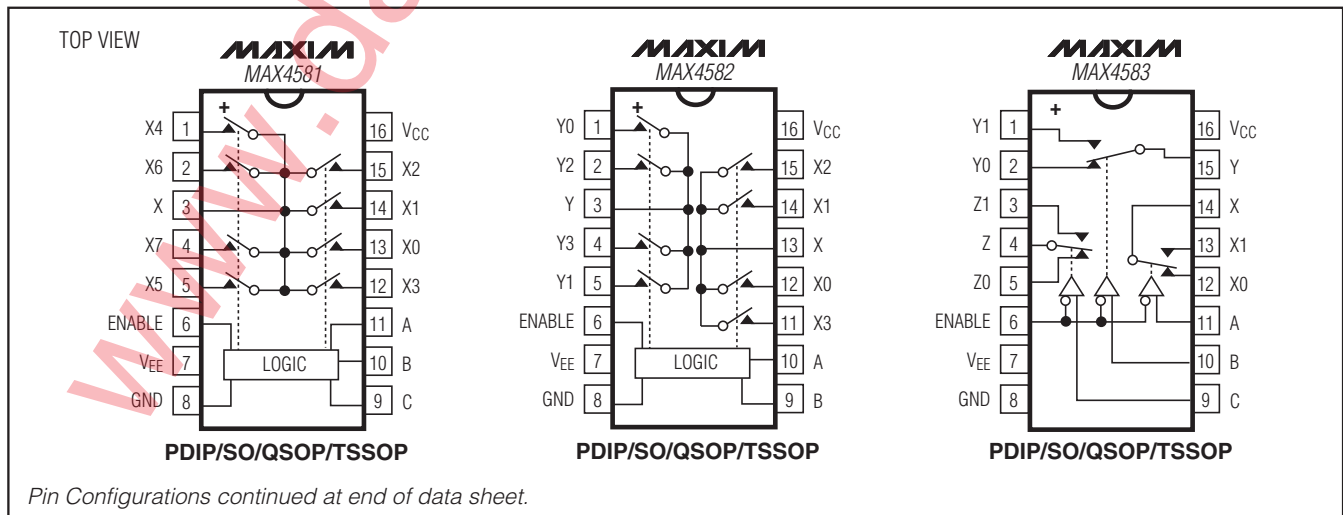 TOP VIEW
MAXIM
MAX4581
+
X4 1
X6 2
X 3
X7 4
X5 5
ENABLE 6
VEE 7
GND 8
16 VCC
15 X2
14 X1
13 X0
12 X3
11 A
10 B
9 C
LOGIC
PDIP/SO/QSOP/TSSOP
MAXIM
MAX4582
+
Y0 1
Y2 2
Y 3
Y3 4
Y1 5
ENABLE 6
VEE 7
GND 8
16 VCC
15 X2
14 X1
13 X
12 X0
11 X3
10 A
9 B
LOGIC
PDIP/SO/QSOP/TSSOP
MAXIM
MAX4583
+
Y1 1
Y0 2
Z1 3
Z 4
Z0 5
ENABLE 6
VEE 7
GND 8
16 VCC
15 Y
14 X
13 X1
12 X0
11 A
10 B
9 C
PDIP/SO/QSOP/TSSOP
Pin Configurations continued at end of data sheet.
www.da